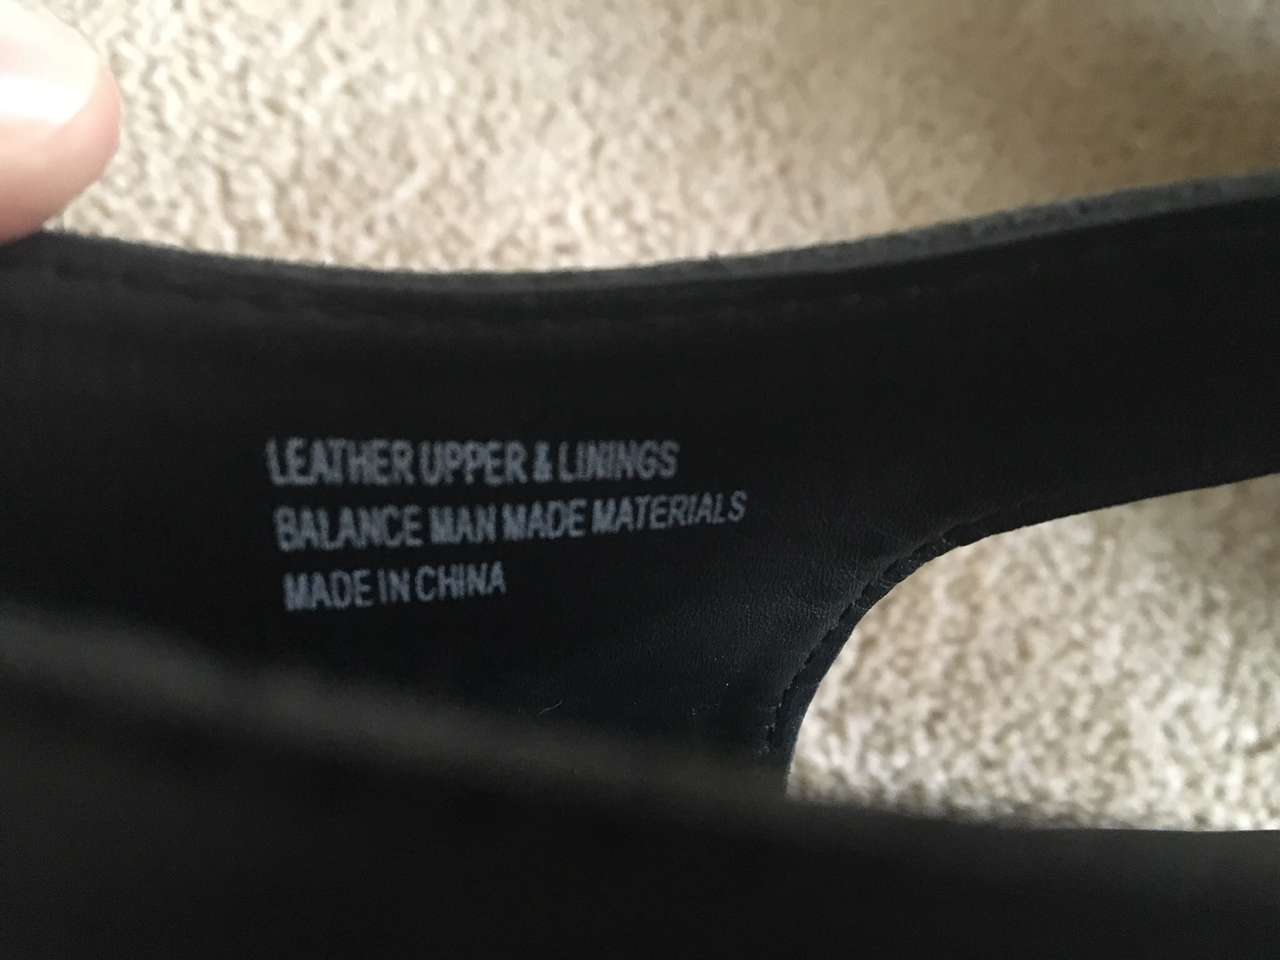 LEATHER UPPER & LININGS
BALANCE MAN MADE MATERIALS
MADE IN CHINA